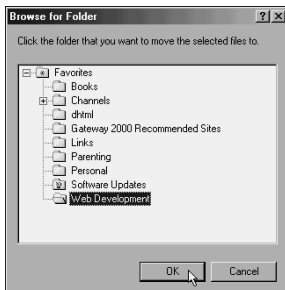 Browse for Folder
Click the folder that you want to move the selected files to.
Favorites
Books
Channels
dhtml
Gateway 2000 Recommended Sites
Links
Parenting
Personal
Software Updates
Web Development
OK Cancel